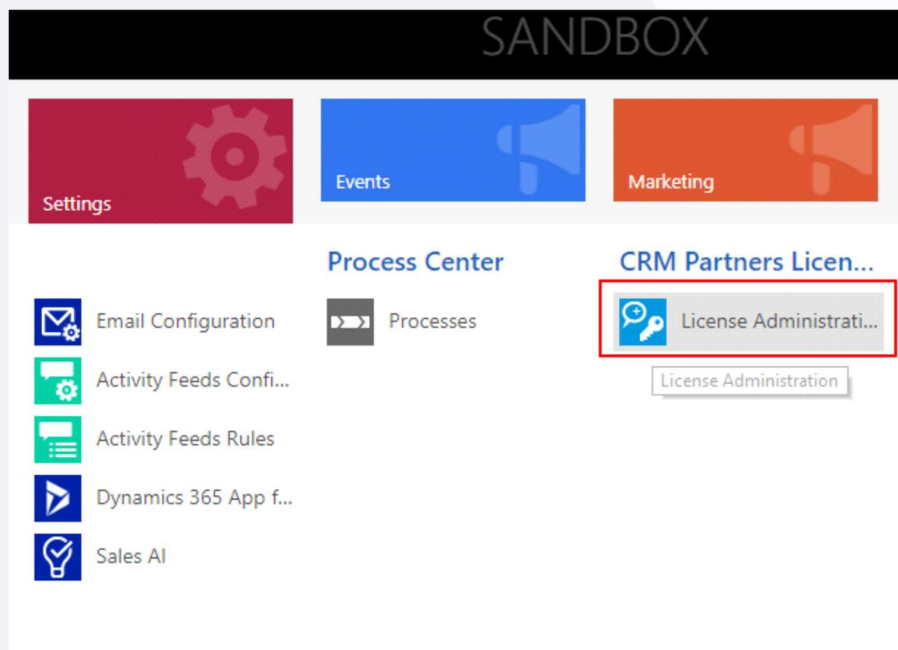 SANDBOX
Settings
Events
Marketing
Process Center
CRM Partners Licen...
Email Configuration
Processes
License Administrati...
Activity Feeds Confi...
License Administration
Activity Feeds Rules
Dynamics 365 App f...
Sales AI